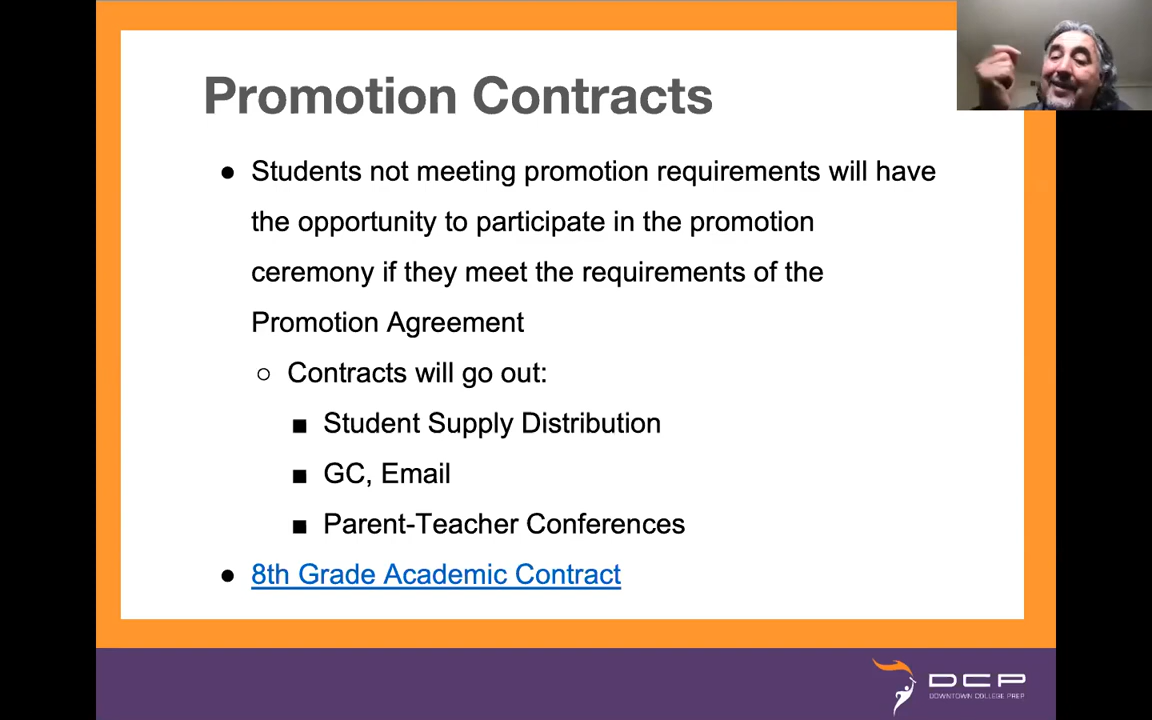 Promotion Contracts
● Students not meeting promotion requirements will have
the opportunity to participate in the promotion
ceremony if they meet the requirements of the
Promotion Agreement
○ Contracts will go out:
■ Student Supply Distribution
■ GC, Email
■ Parent-Teacher Conferences
● 8th Grade Academic Contract
DCP
DOWNTOWN COLLEGE PREP